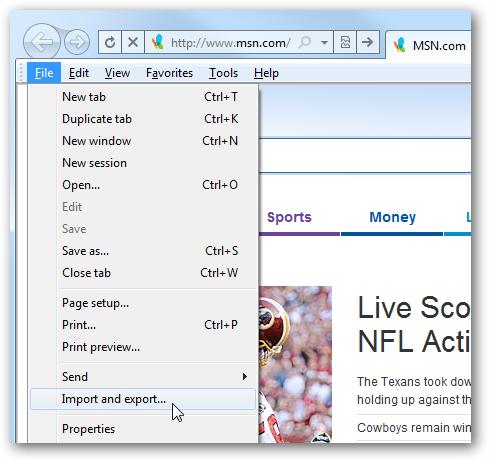 http://www.msn.com/
MSN.com
File Edit View Favorites Tools Help
New tab Ctrl+T
Duplicate tab Ctrl+K
New window Ctrl+N
New session
Open... Ctrl+O
Edit
Save
Save as... Ctrl+S
Close tab Ctrl+W
Page setup...
Print... Ctrl+P
Print preview...
Send
Import and export...
Properties
Sports Money L
Live Sco
NFL Acti
The Texans took dow
holding up against th
Cowboys remain win